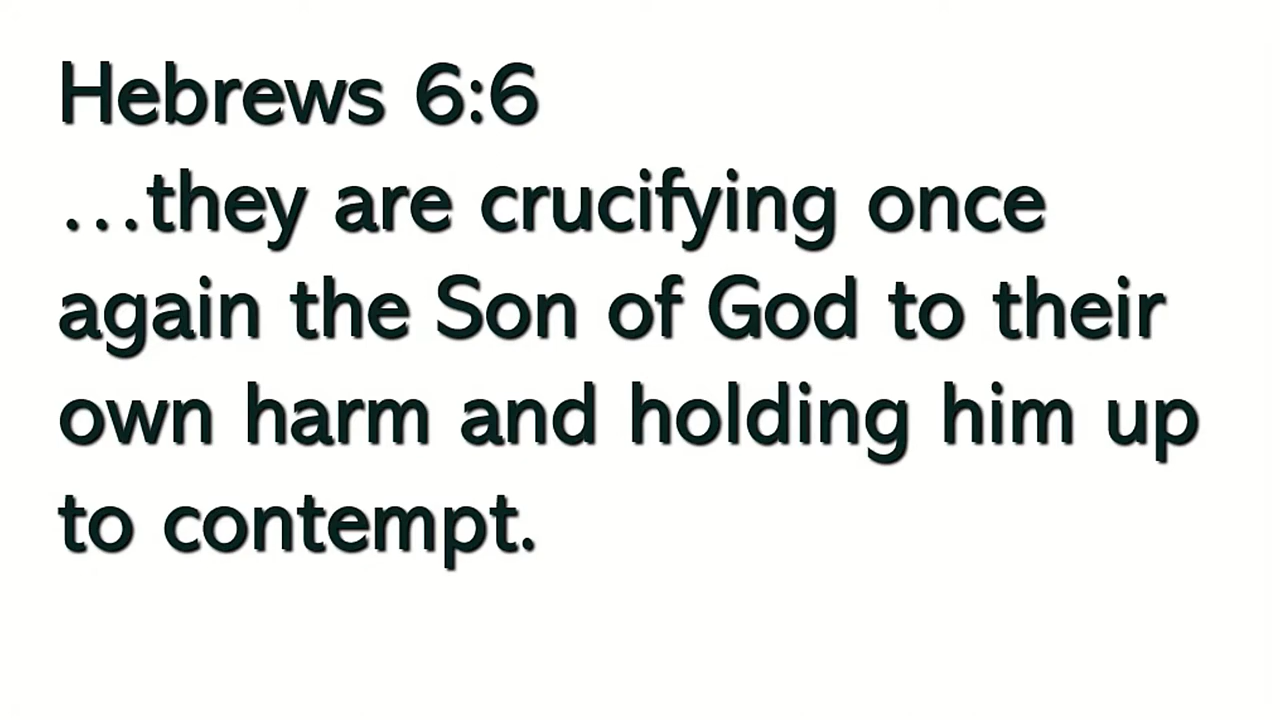 Hebrews 6:6
…they are crucifying once
again the Son of God to their
own harm and holding him up
to contempt.